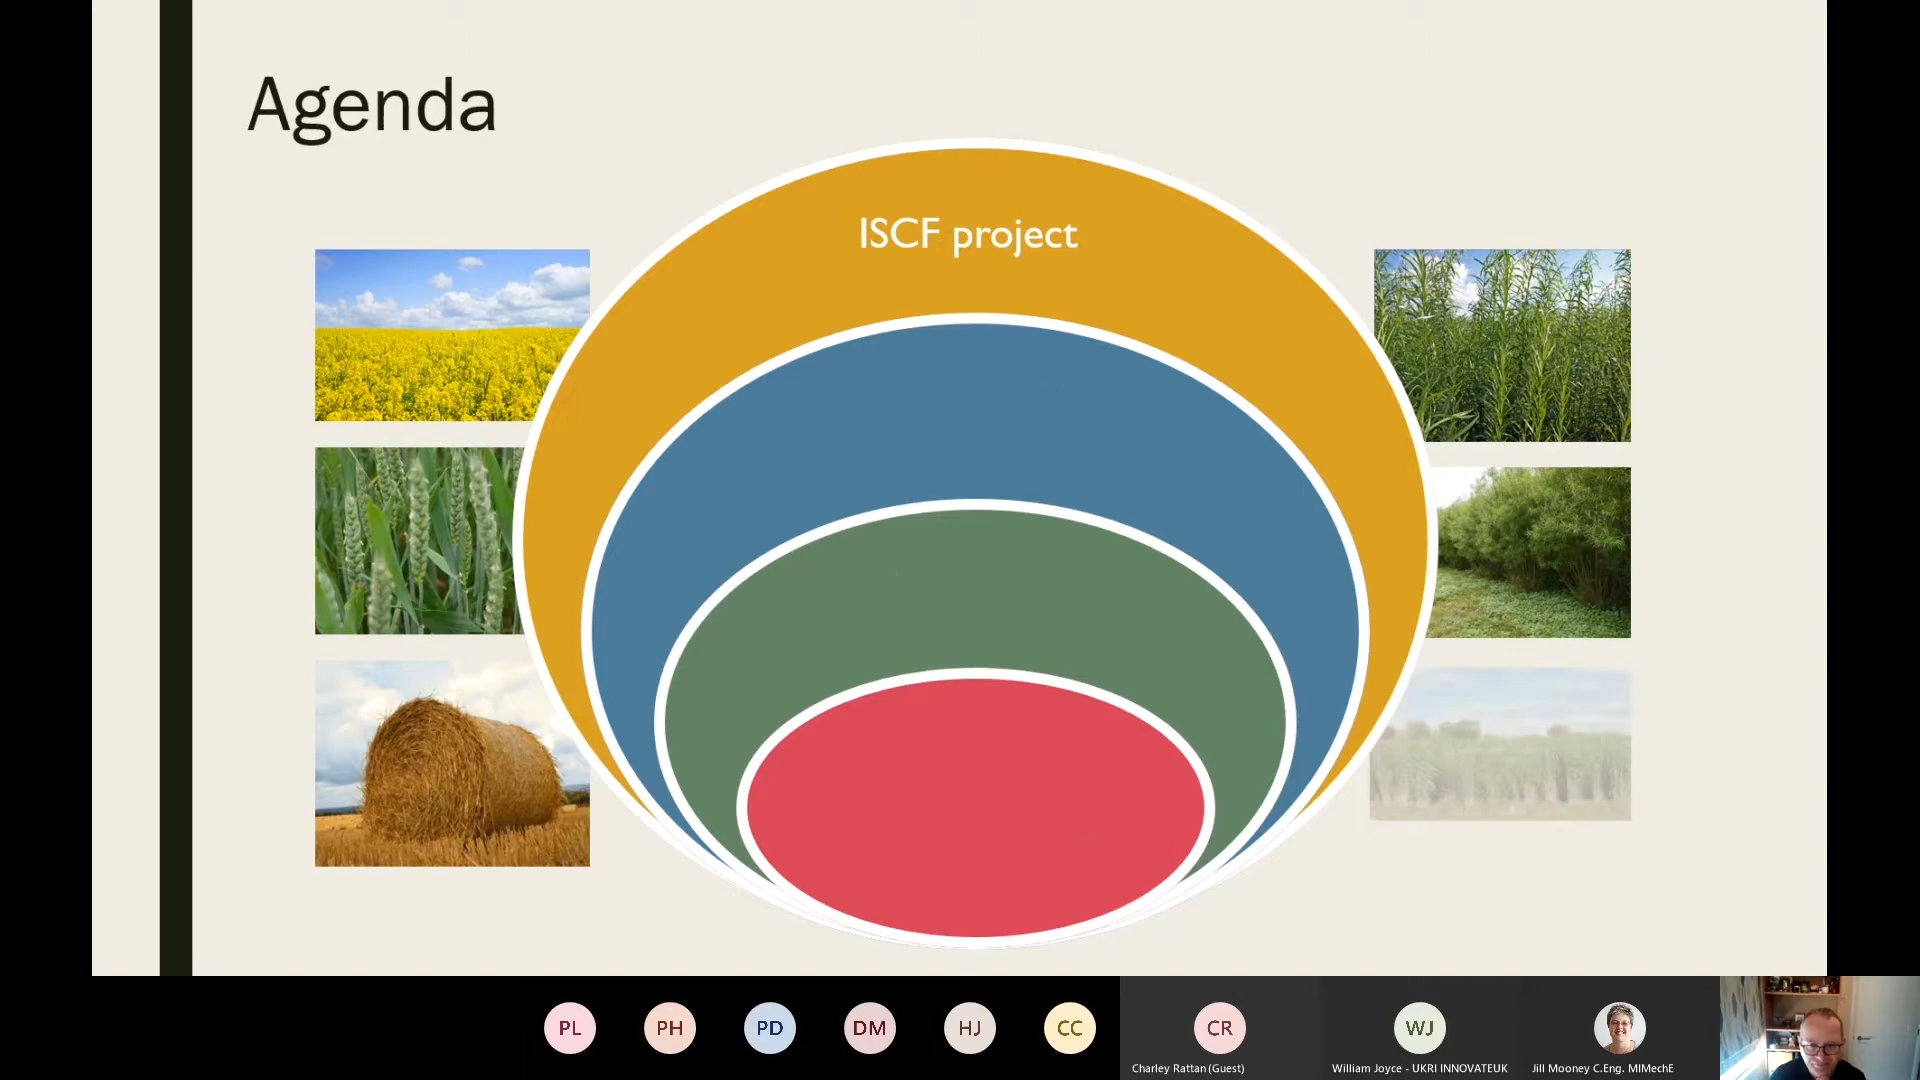 Agenda
ISCF project
PL
PH
PD
DM
HJ
CC
CR
WJ
Charley Rattan (Guest)
William Joyce - UKRI INNOVATEUK
Jill Mooney C.Eng. MIMechE